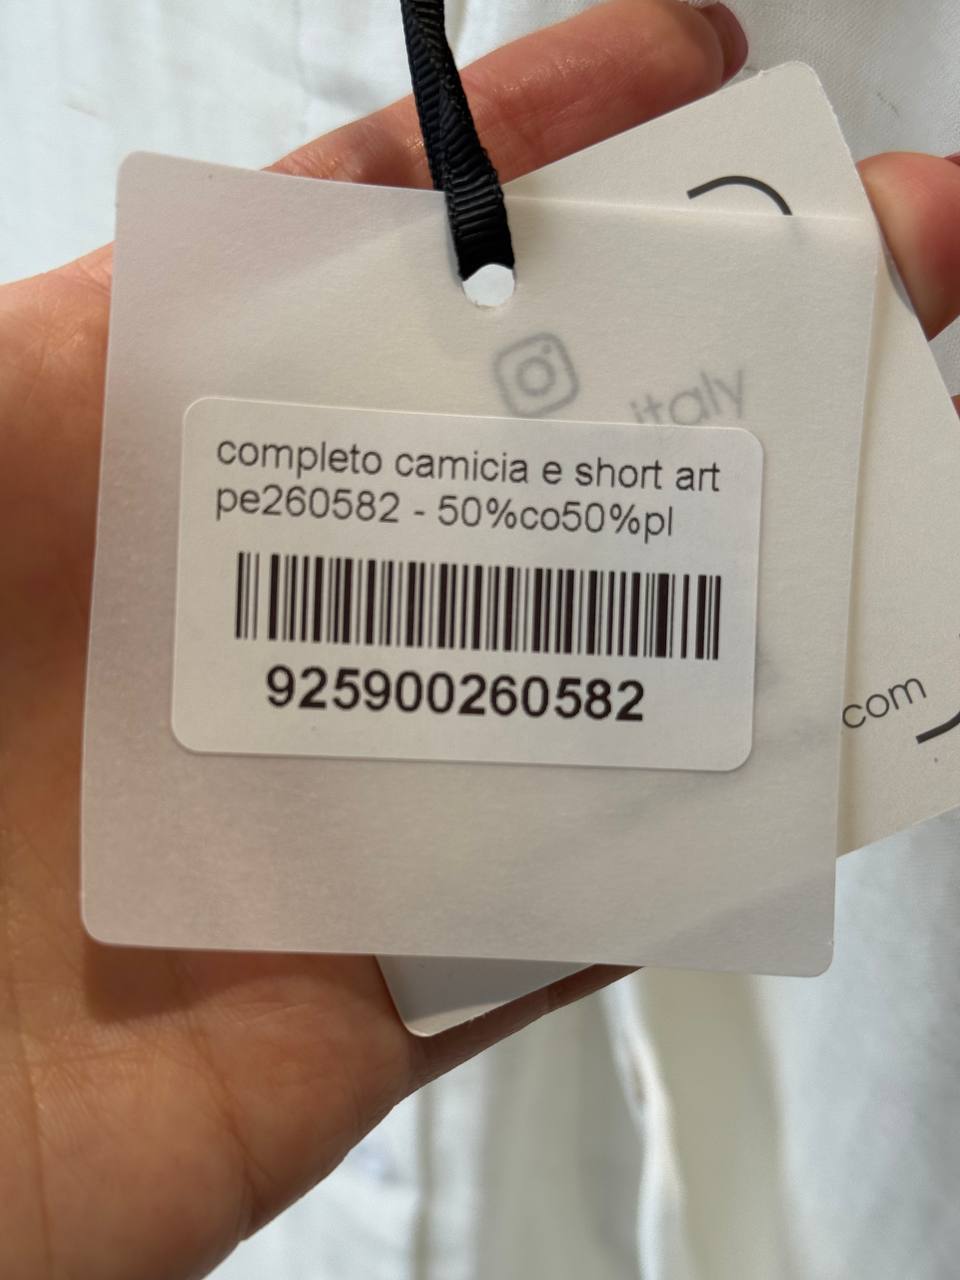 italy
completo camicia e short art
pe260582 - 50%co50%pl
925900260582
com